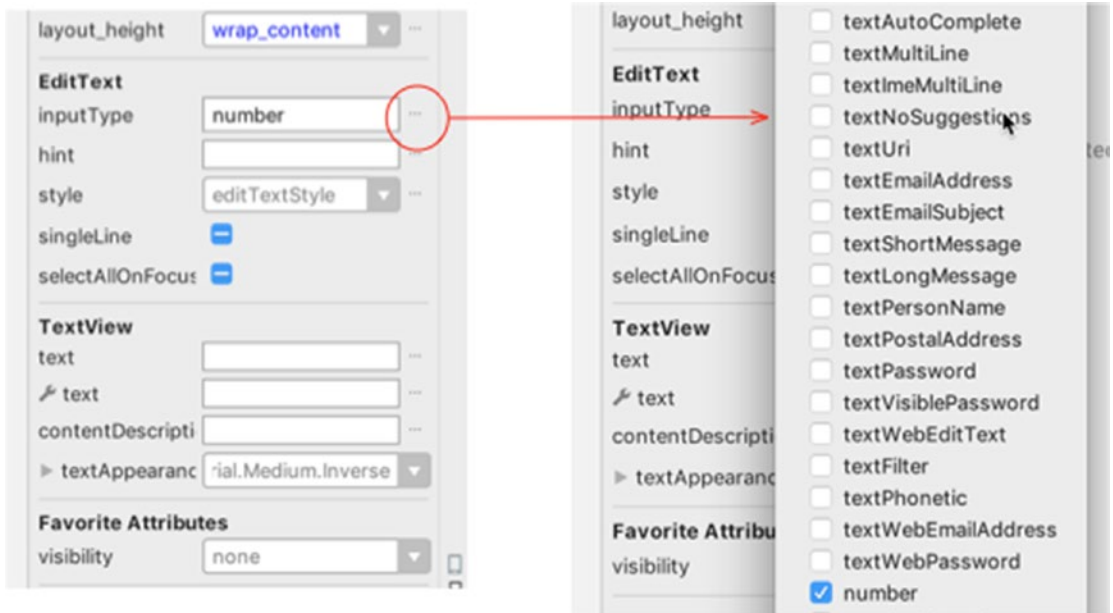 layout_height wrap_content
EditText
inputType number
hint
style editTextStyle
singleLine
selectAllOnFocus
TextView
text
text
contentDescripti
textAppearanc rial.Medium.Inverse
Favorite Attributes
visibility none
layout_height
EditText
inputType
hint
style
singleLine
selectAllOnFocus
TextView
text
text
contentDescripti
textAppearanc
Favorite Attribu
visibility
textAutoComplete
textMultiLine
textImeMultiLine
textNoSuggestions
textUri
textEmailAddress
textEmailSubject
textShortMessage
textLongMessage
textPersonName
textPostalAddress
textPassword
textVisiblePassword
textWebEditText
textFilter
textPhonetic
textWebEmailAddress
textWebPassword
number